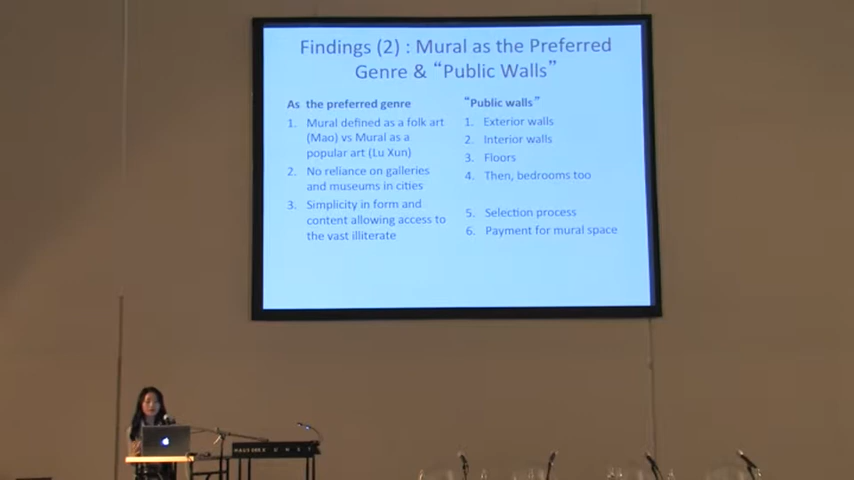 Findings (2) : Mural as the Preferred
Genre & “Public Walls”
As the preferred genre
1. Mural defined as a folk art
(Mao) vs Mural as a
popular art (Lu Xun)
2. No reliance on galleries
and museums in cities
3. Simplicity in form and
content allowing access to
the vast illiterate
“Public walls”
1. Exterior walls
2. Interior walls
3. Floors
4. Then, bedrooms too
5. Selection process
6. Payment for mural space